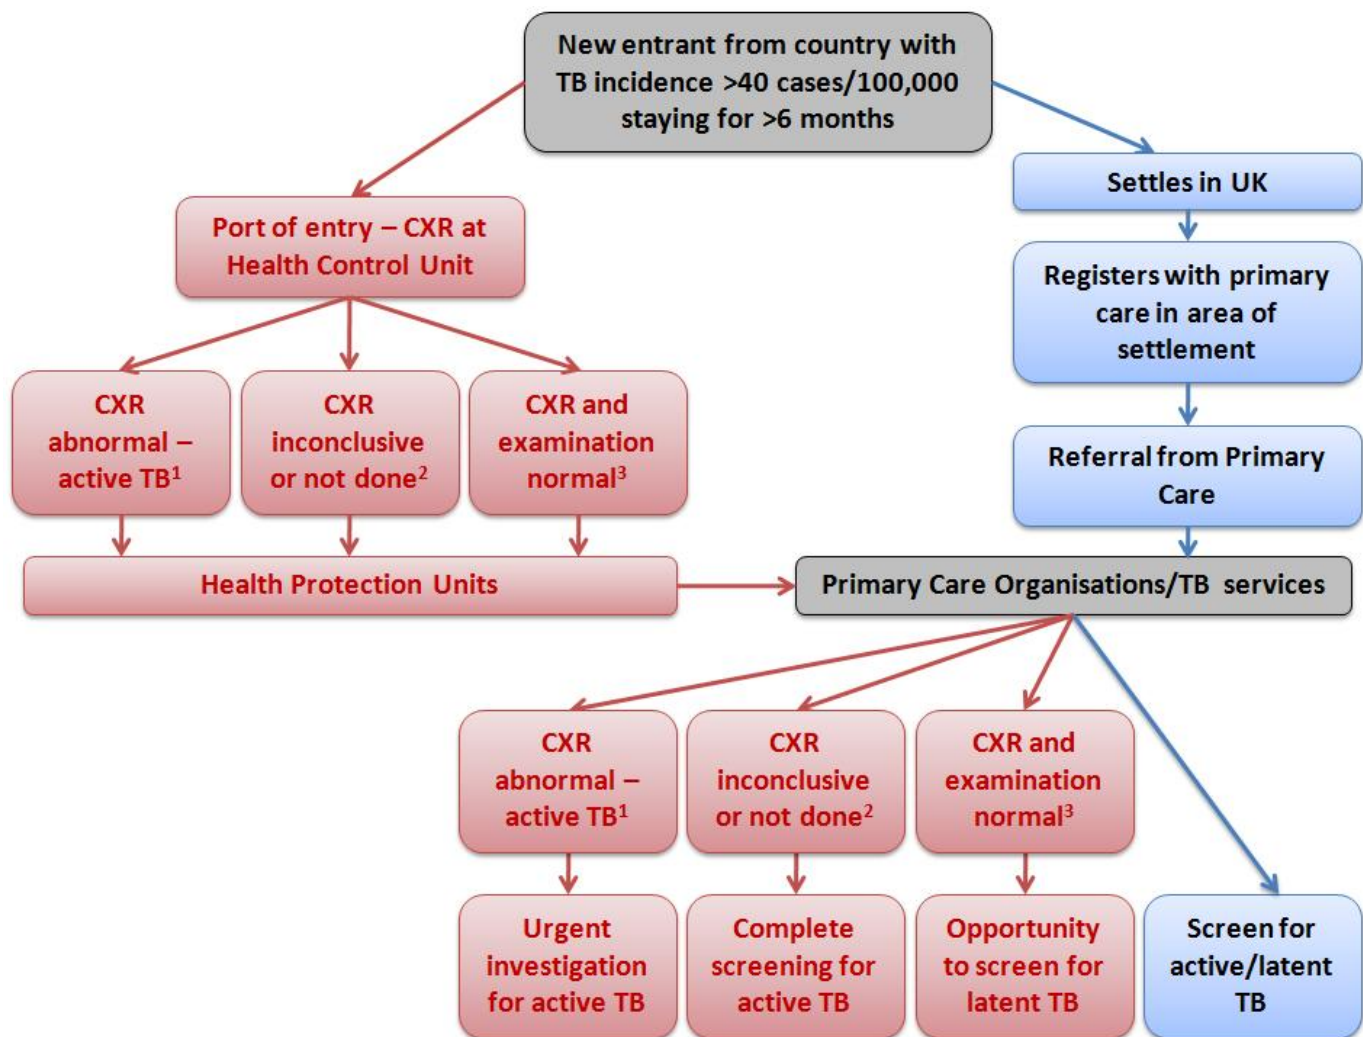 New entrant from country with
TB incidence >40 cases/100,000
staying for >6 months
Settles in UK
Port of entry – CXR at
Health Control Unit
Registers with primary
care in area of
settlement
CXR
abnormal –
active TB¹
CXR
inconclusive
or not done²
CXR and
examination
normal³
Referral from Primary
Care
Health Protection Units
Primary Care Organisations/TB services
CXR
abnormal –
active TB¹
CXR
inconclusive
or not done²
CXR and
examination
normal³
Urgent
investigation
for active TB
Complete
screening for
active TB
Opportunity
to screen for
latent TB
Screen for
active/latent
TB